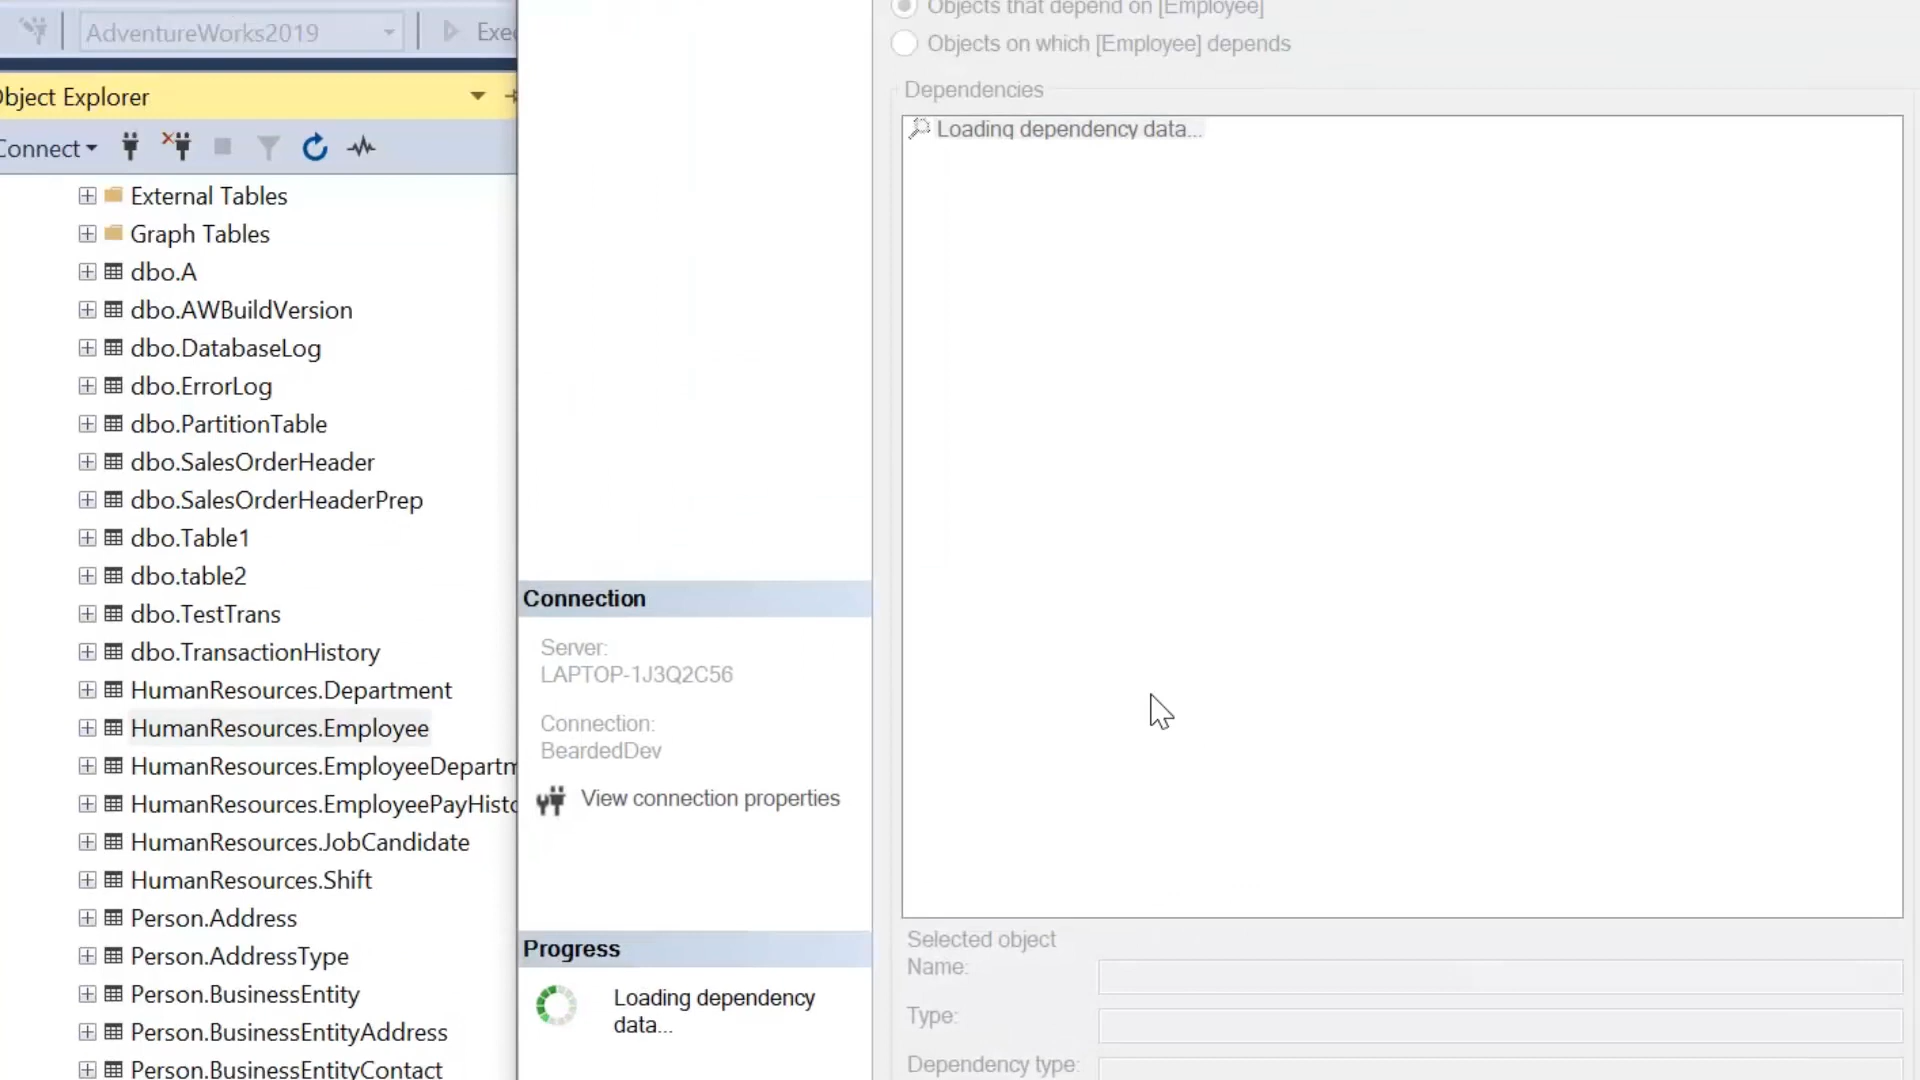 AdventureWorks2019
Exec
Object Explorer
Connect
External Tables
Graph Tables
dbo.A
dbo.AWBuildVersion
dbo.DatabaseLog
dbo.ErrorLog
dbo.PartitionTable
dbo.SalesOrderHeader
dbo.SalesOrderHeaderPrep
dbo.Table1
dbo.table2
dbo.TestTrans
dbo.TransactionHistory
HumanResources.Department
HumanResources.Employee
HumanResources.EmployeeDepartm
HumanResources.EmployeePayHisto
HumanResources.JobCandidate
HumanResources.Shift
Person.Address
Person.AddressType
Person.BusinessEntity
Person.BusinessEntityAddress
Person.BusinessEntityContact
Connection
Server:
LAPTOP-1J3Q2C56
Connection:
BeardedDev
View connection properties
Progress
Loading dependency
data...
Objects that depend on [Employee]
Objects on which [Employee] depends
Dependencies
Loading dependency data...
Selected object
Name:
Type:
Dependency type: